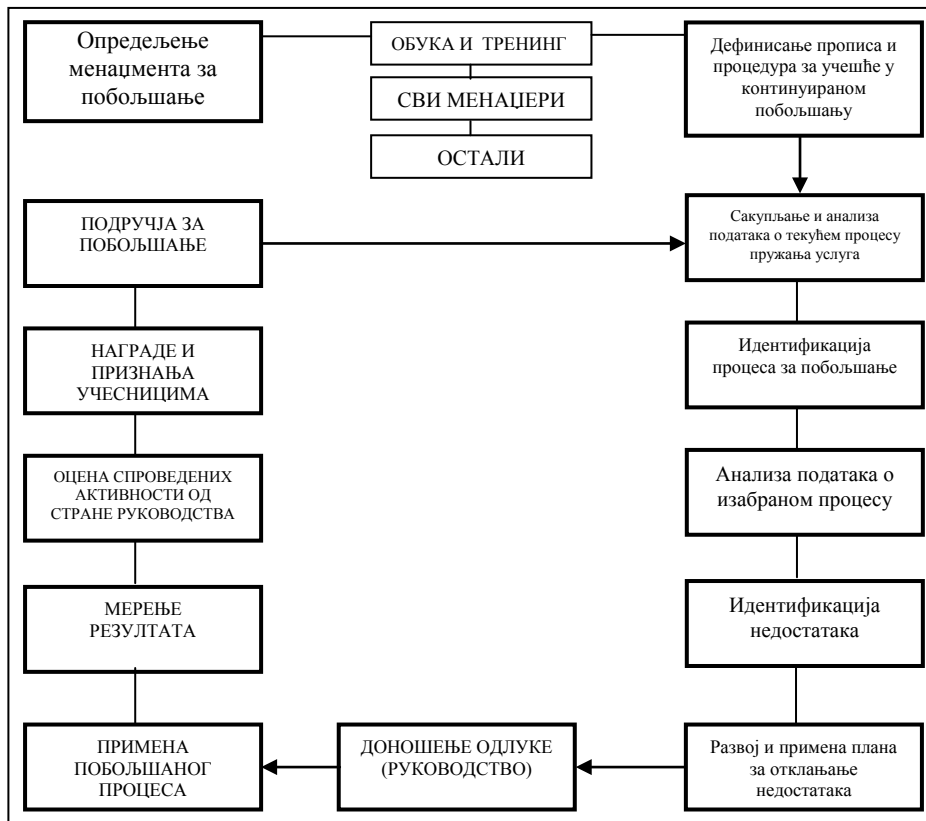 Опредељење
менаџмента за
побољшање
ОБУКА И ТРЕНИНГ
СВИ МЕНАЏЕРИ
ОСТАЛИ
Дефинисање прописа и
процедура за учешће у
континуираном
побољшању
ПОДРУЧЈА ЗА
ПОБОЉШАЊЕ
Сакупљање и анализа
података о текућем процесу
пружања услуга
НАГРАДЕ И
ПРИЗНАЊА
УЧЕСНИЦИМА
Идентификација
процеса за побољшање
ОЦЕНА СПРОВЕДЕНИХ
АКТИВНОСТИ ОД
СТРАНЕ РУКОВОДСТВА
Анализа података о
изабраном процесу
МЕРЕЊЕ
РЕЗУЛТАТА
Идентификација
недостатака
ПРИМЕНА
ПОБОЉШАНОГ
ПРОЦЕСА
ДОНОШЕЊЕ ОДЛУКЕ
(РУКОВОДСТВО)
Развој и примена плана
за отклањање
недостатака